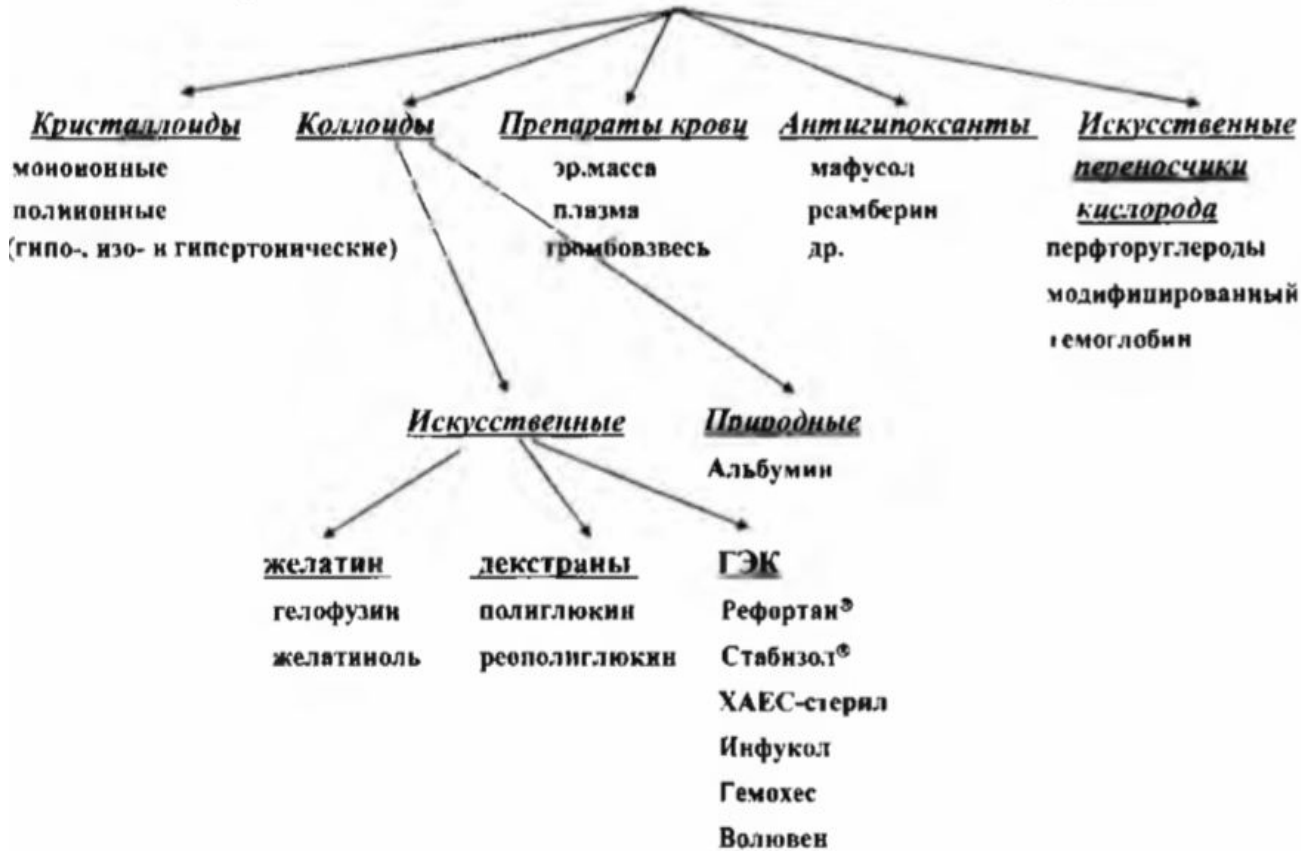 Кристаллоиды
моноионные
полиионные
(гипо-, изо- и гипертонические)
Коллоиды
Препараты крови
эр.масса
плазма
тромбовзвесь
Антигипоксанты
мафусол
реамберин
др.
Искусственные
переносчики
кислорода
перфторуглероды
модифицированный
гемоглобин
Искусственные
Природные
Альбумин
желатин
гелофузин
желатиноль
декстраны
полиглюкин
реополиглюкин
ГЭК
Рефортан®
Стабизол®
ХАЕС-стерил
Инфукол
Гемохес
Волювен